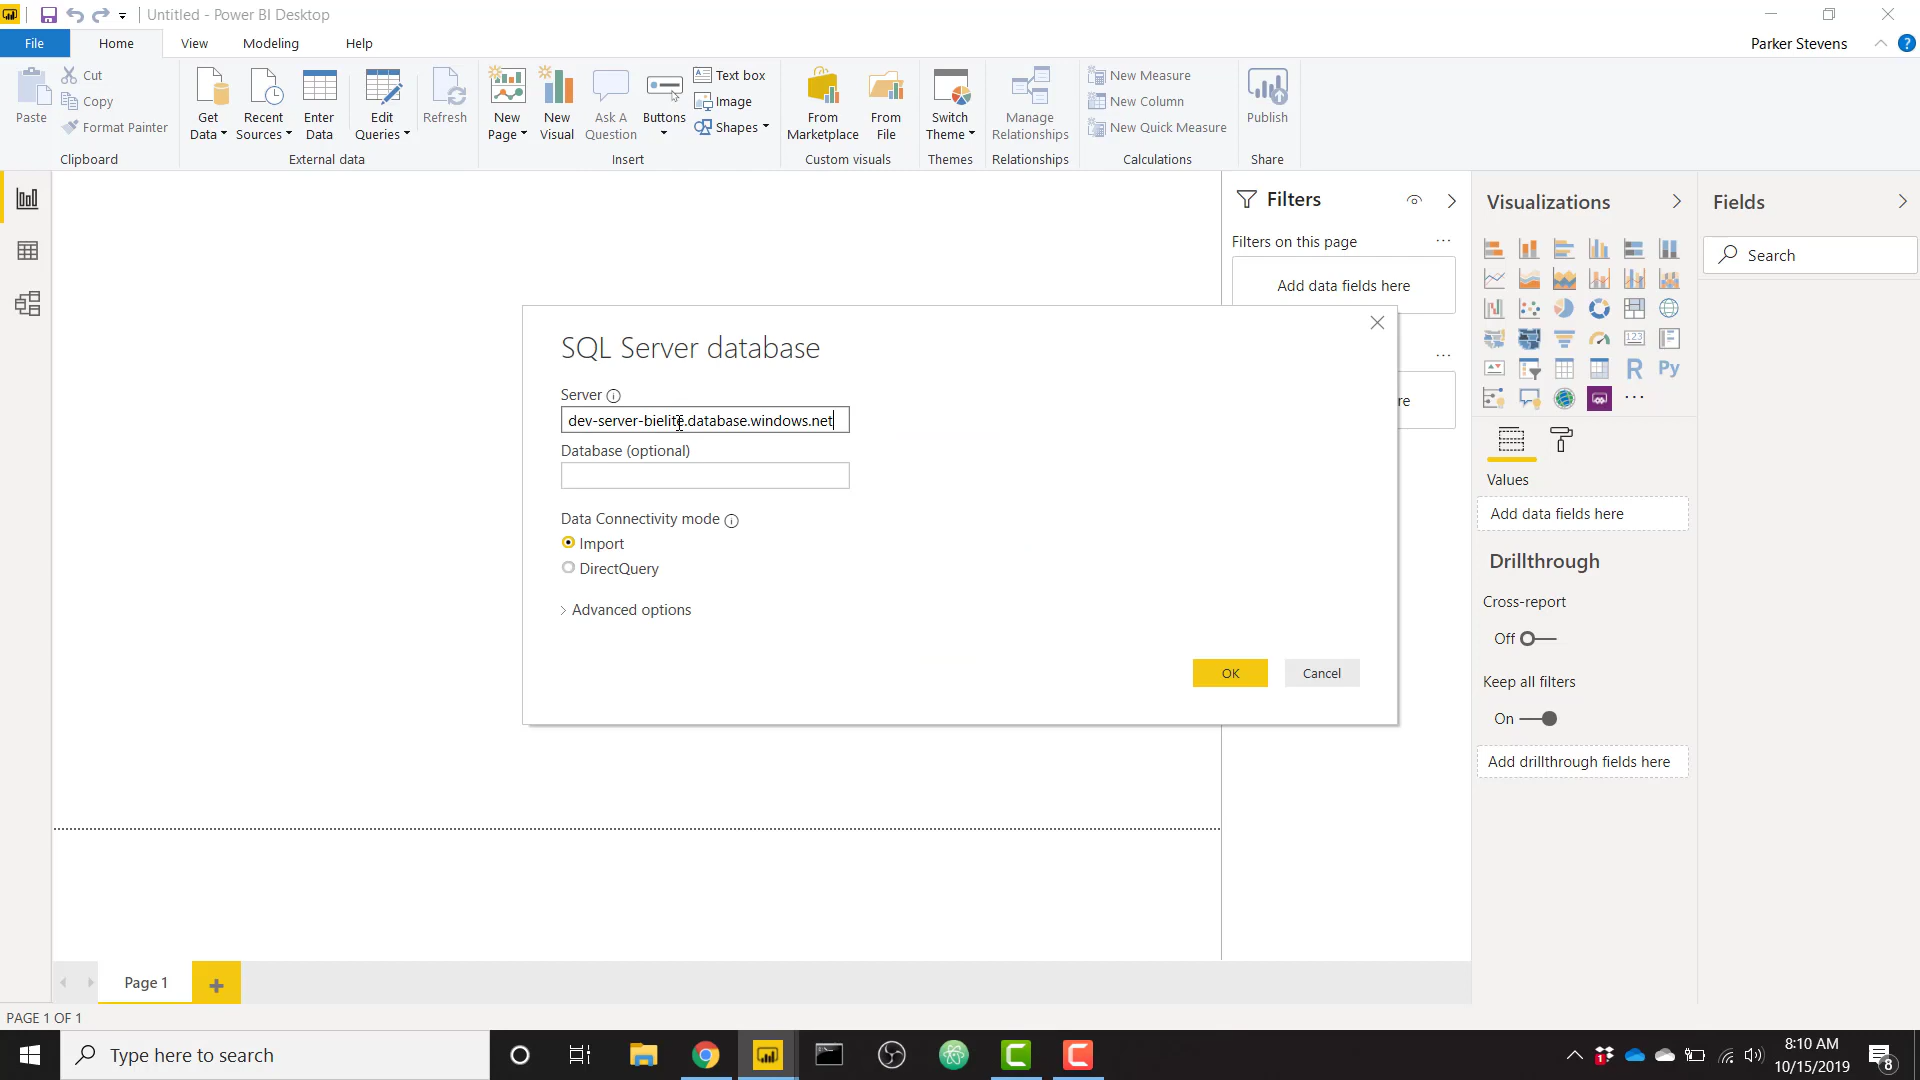 Untitled - Power BI Desktop
File
Home
View
Modeling
Help
Parker Stevens
?
Paste
Cut
Copy
Format Painter
Clipboard
Get Data
Recent Sources
Enter Data
Edit Queries
Refresh
External data
New Page
New Visual
Ask A Question
Buttons
Text box
Image
Shapes
Insert
From Marketplace
From File
Custom visuals
Switch Theme
Themes
Manage Relationships
Relationships
New Measure
New Column
New Quick Measure
Calculations
Publish
Share
Filters
Filters on this page
...
Add data fields here
...
re
Visualizations
123
R
Py
...
Values
Add data fields here
Drillthrough
Cross-report
Off
Keep all filters
On
Add drillthrough fields here
Fields
Search
SQL Server database
Server
dev-server-bielite.database.windows.net
Database (optional)
Data Connectivity mode
Import
DirectQuery
Advanced options
OK
Cancel
Page 1
+
PAGE 1 OF 1
Type here to search
1
8:10 AM
10/15/2019
8